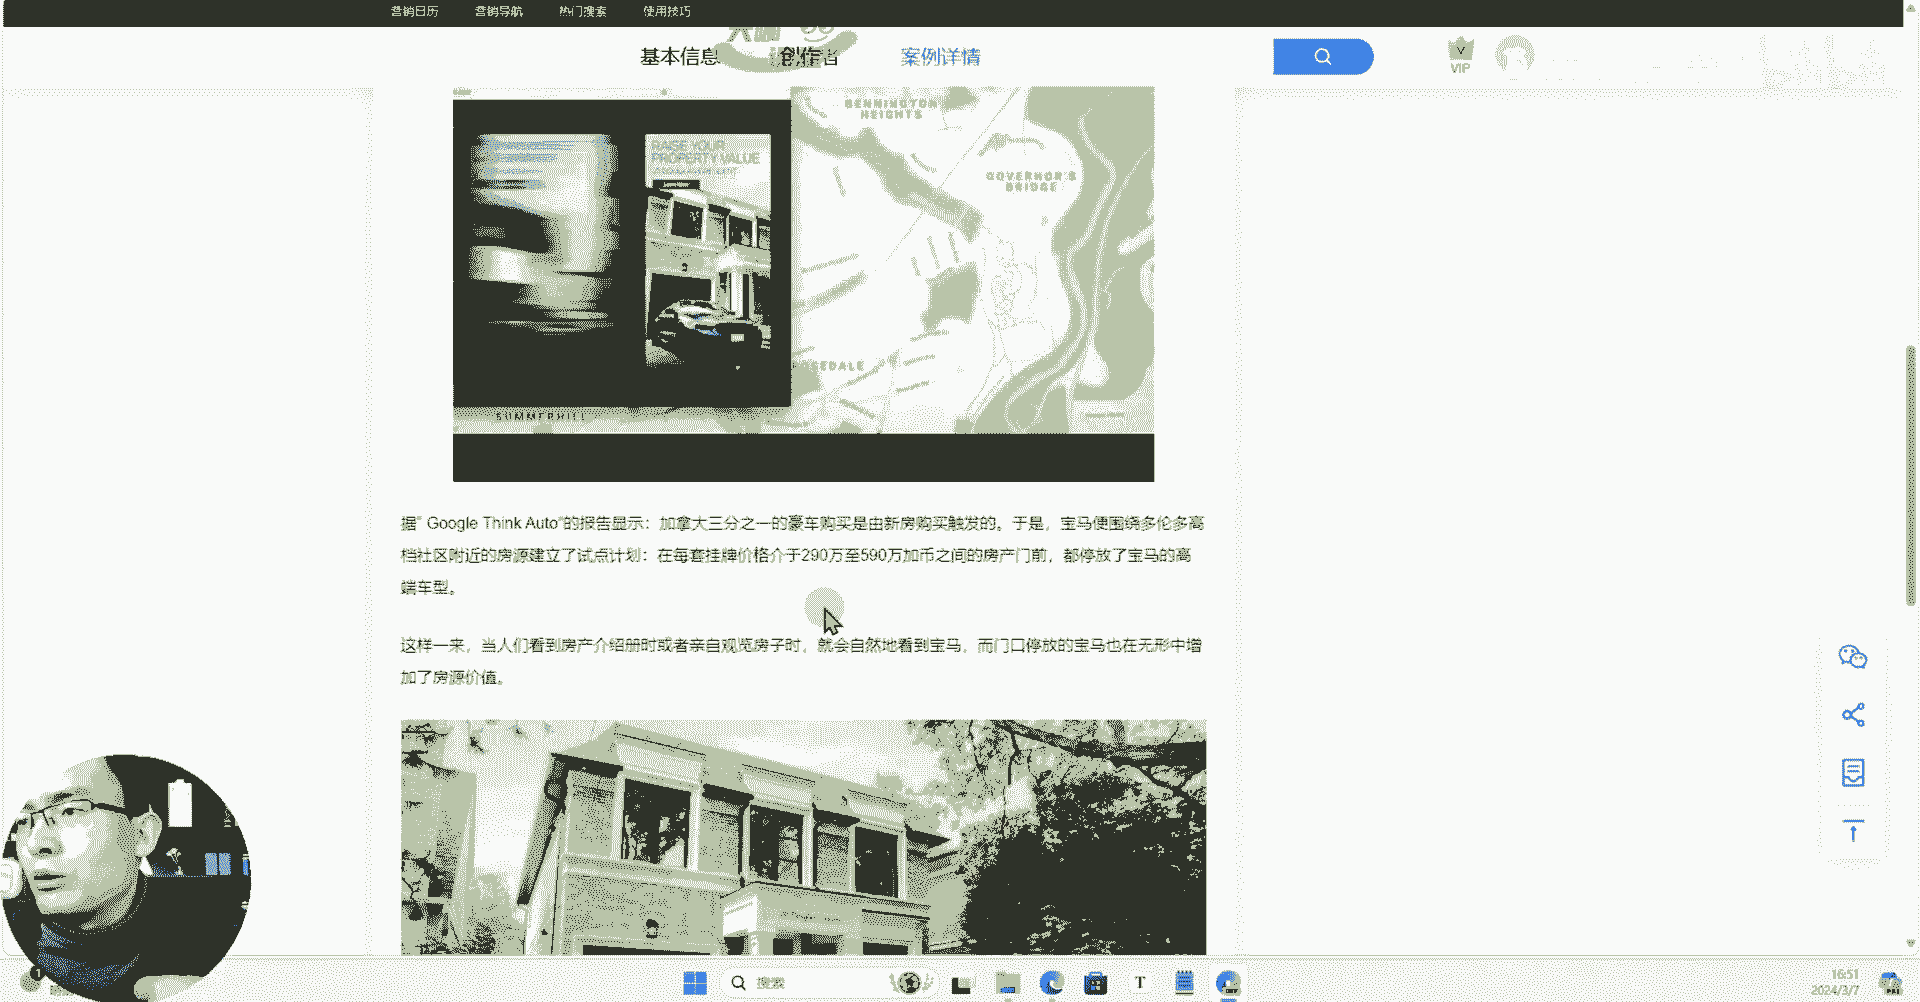 营销日历 营销导航 热门搜索 使用技巧
基本信息 创作者 案例详情
VIP
BENNINGTON
HEIGHTS
GOVERNOR'S
BRIDGE
RAISE YOUR
PROPERTY VALUE
SUMMERHILL
据“ Google Think Auto”的报告显示：加拿大三分之一的豪车购买是由新房购买触发的。于是，宝马便围绕多伦多高
档社区附近的房源建立了试点计划：在每套挂牌价格介于290万至590万加币之间的房产门前，都停放了宝马的高
端车型。
这样一来，当人们看到房产介绍册时或者亲自观览房子时，就会自然地看到宝马，而门口停放的宝马也在无形中增
加了房源价值。
搜索
16:51
2024/3/7